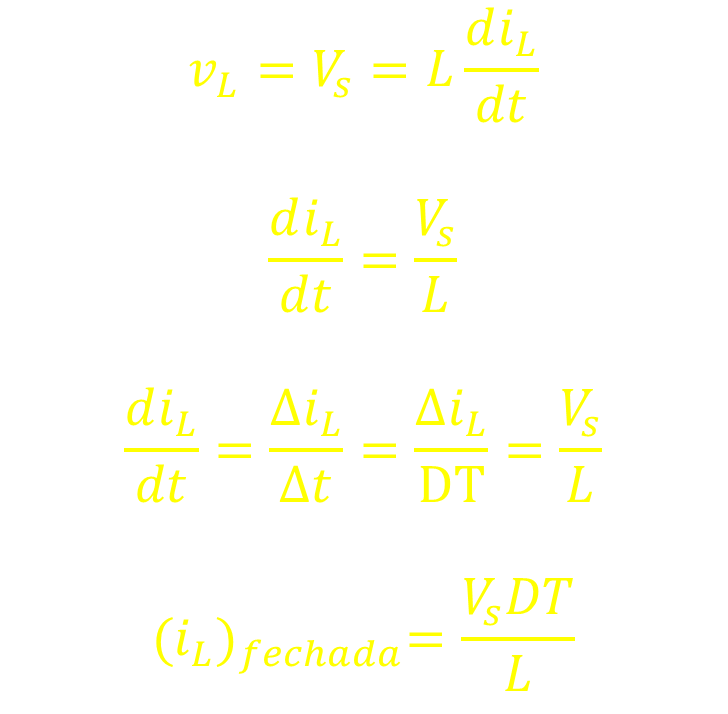 v_L = V_s = L di_L/dt
di_L/dt = V_s/L
di_L/dt = Δi_L/Δt = Δi_L/DT = V_s/L
(i_L)_fechada = V_sDT/L